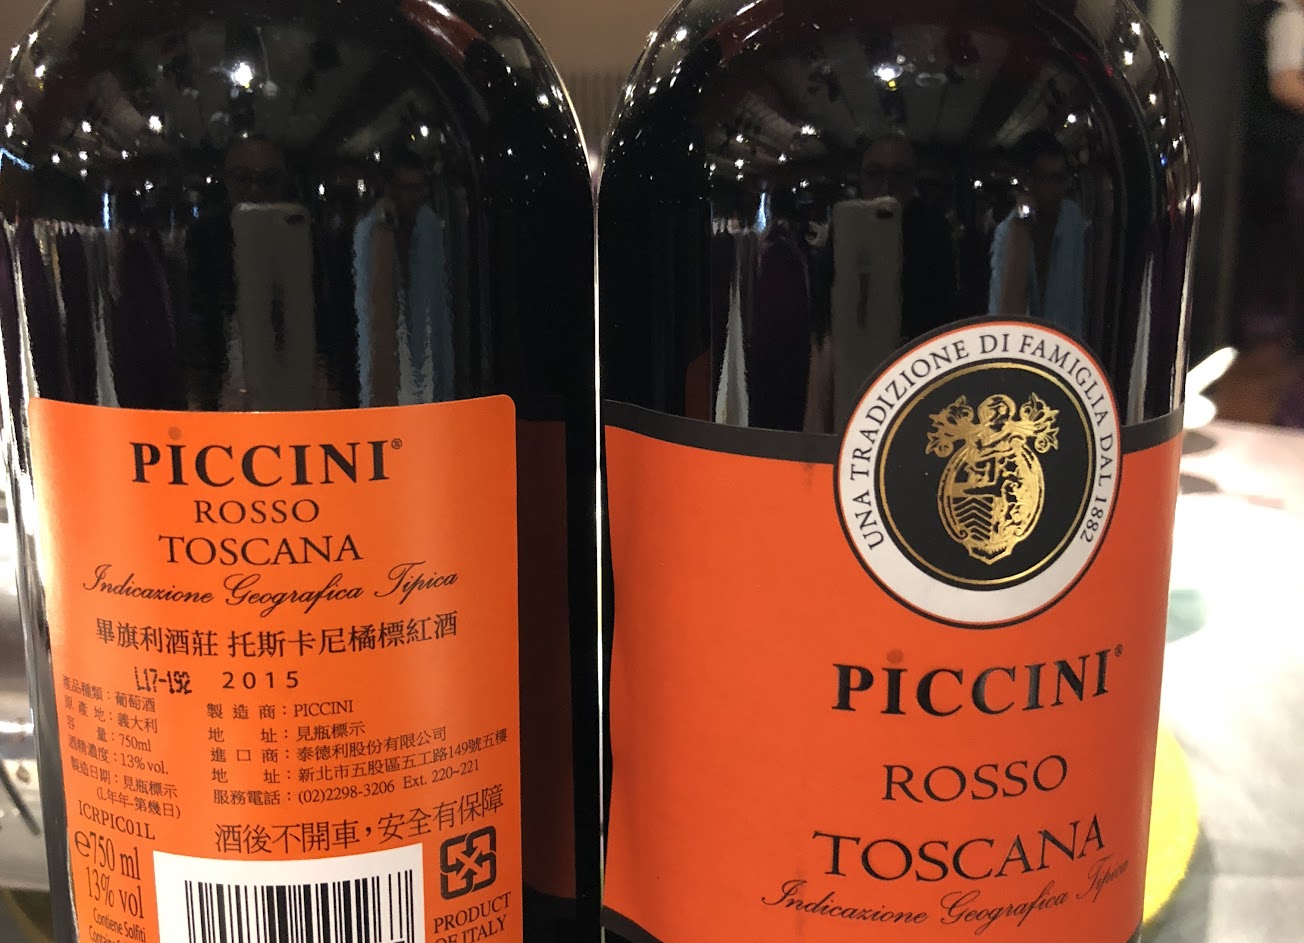 PiCCINI®
ROSSO
TOSCANA
Indicazione Geografica Tipica
畢旗利酒莊 托斯卡尼橘標紅酒
L17-192 2015
產品種類：葡萄酒
原產地：義大利
容量：750ml
酒精濃度：13% vol.
製造日期：見瓶標示
(L年年-第幾日)
ICRPIC01L
製造商：PICCINI
地址：見瓶標示
進口商：泰德利股份有限公司
地址：新北市五股區五工路149號五樓
服務電話：(02)2298-3206 Ext. 220~221
酒後不開車，安全有保障
e750 ml
13% vol
Contiene Solfiti
PRODUCT
OF ITALY
UNA TRADIZIONE DI FAMIGLIA DAL 1882
PiCCINI®
ROSSO
TOSCANA
Indicazione Geografica Tipica